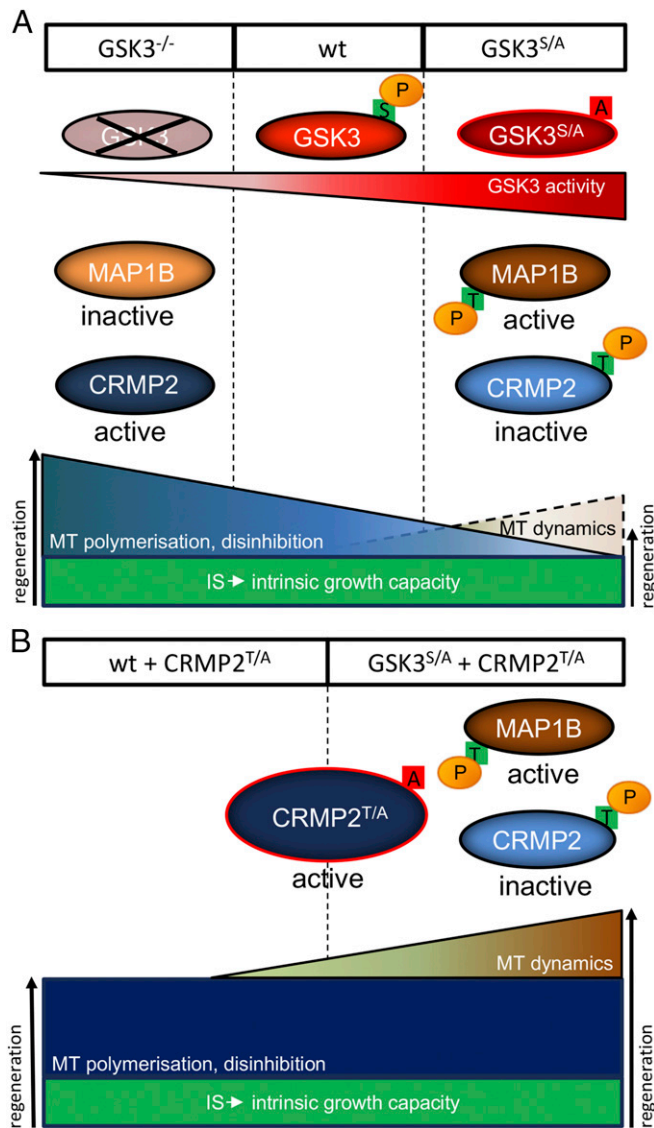 A
GSK3-/-
wt
GSK3S/A
P
S
A
GSK3
GSK3
GSK3S/A
GSK3 activity
MAP1B
inactive
MAP1B
T
P
active
P
T
CRMP2
active
CRMP2
inactive
regeneration
MT polymerisation, disinhibition
MT dynamics
regeneration
IS→ intrinsic growth capacity
B
wt + CRMP2T/A
GSK3S/A + CRMP2T/A
MAP1B
T
P
active
A
CRMP2T/A
active
P
T
CRMP2
inactive
MT dynamics
regeneration
MT polymerisation, disinhibition
regeneration
IS→ intrinsic growth capacity